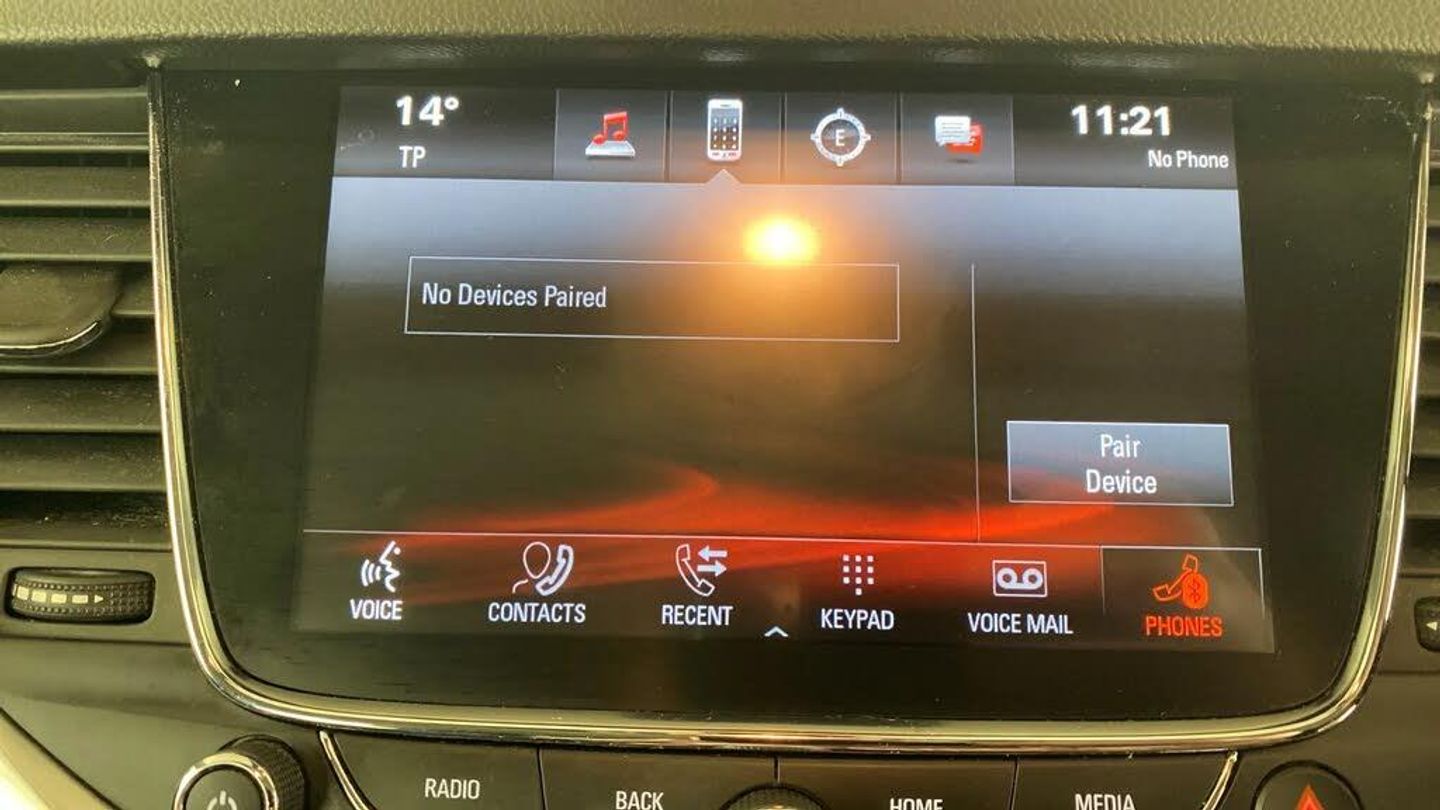 14°
TP
E
11:21
No Phone
No Devices Paired
Pair
Device
VOICE
CONTACTS
RECENT
KEYPAD
VOICE MAIL
PHONES
RADIO
BACK
HOME
MEDIA